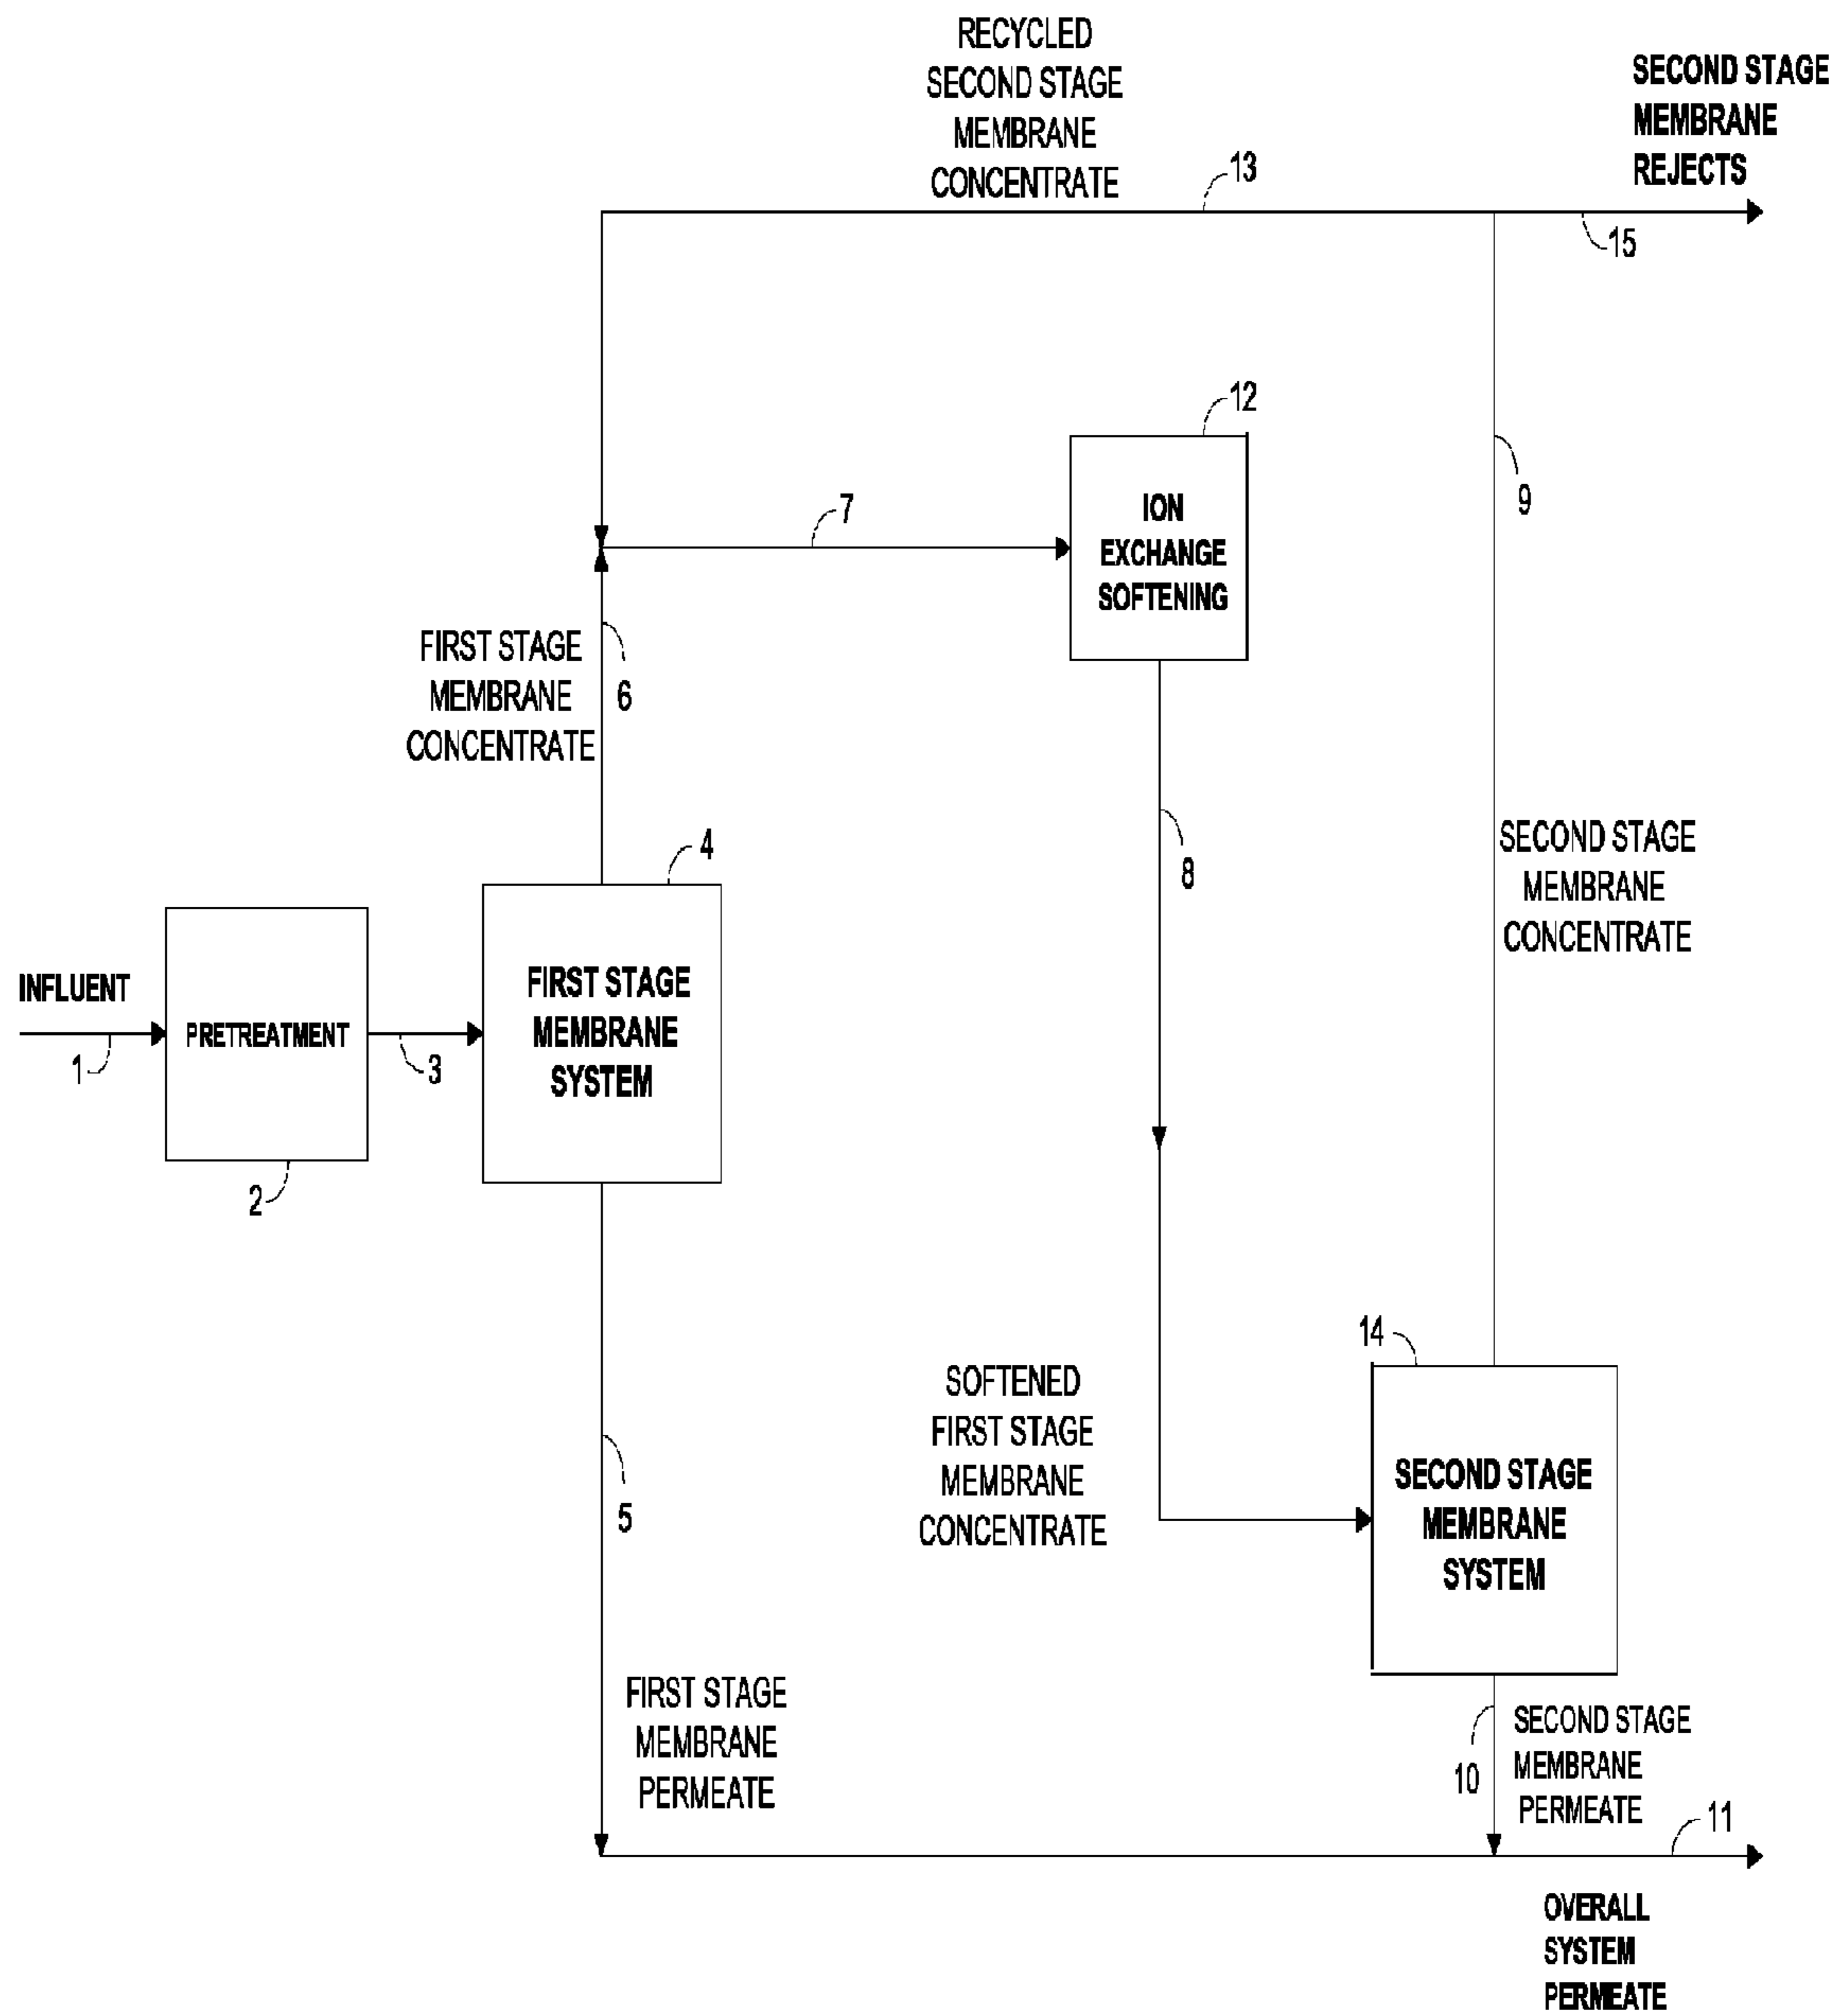 RECYCLED
SECOND STAGE
MEMBRANE
CONCENTRATE
13
SECOND STAGE
MEMBRANE
REJECTS
15
12
ION
EXCHANGE
SOFTENING
7
9
FIRST STAGE
MEMBRANE
CONCENTRATE
6
4
8
SECOND STAGE
MEMBRANE
CONCENTRATE
INFLUENT
1
PRETREATMENT
2
3
FIRST STAGE
MEMBRANE
SYSTEM
14
SOFTENED
FIRST STAGE
MEMBRANE
CONCENTRATE
SECOND STAGE
MEMBRANE
SYSTEM
5
FIRST STAGE
MEMBRANE
PERMEATE
10
SECOND STAGE
MEMBRANE
PERMEATE
11
OVERALL
SYSTEM
PERMEATE